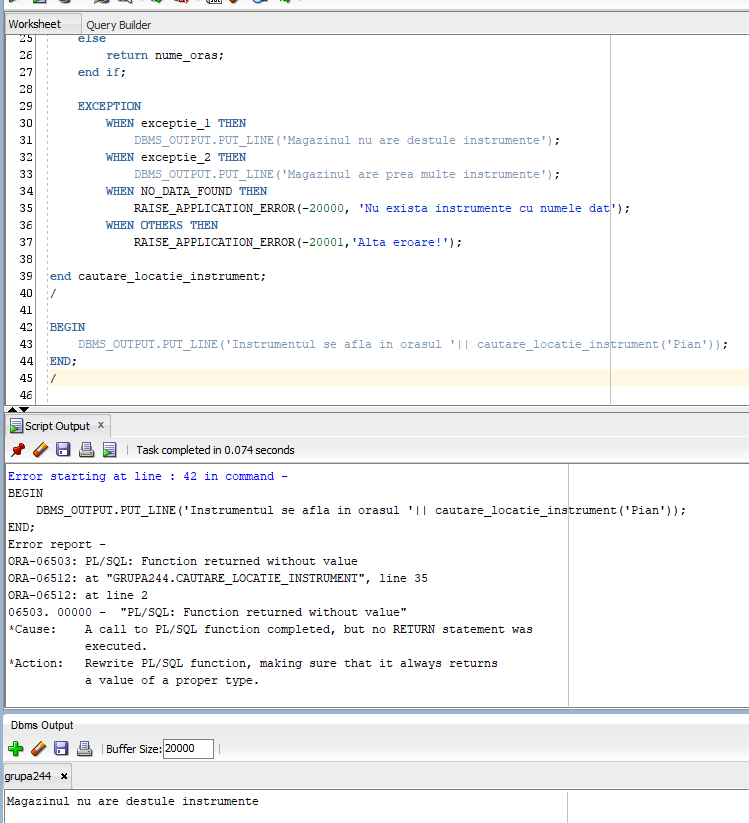 Worksheet Query Builder
25 else
26 return nume_oras;
27 end if;
28
29 EXCEPTION
30 WHEN exceptie_1 THEN
31 DBMS_OUTPUT.PUT_LINE('Magazinul nu are destule instrumente');
32 WHEN exceptie_2 THEN
33 DBMS_OUTPUT.PUT_LINE('Magazinul are prea multe instrumente');
34 WHEN NO_DATA_FOUND THEN
35 RAISE_APPLICATION_ERROR(-20000, 'Nu exista instrumente cu numele dat');
36 WHEN OTHERS THEN
37 RAISE_APPLICATION_ERROR(-20001,'Alta eroare!');
38
39 end cautare_locatie_instrument;
40 /
41
42 BEGIN
43 DBMS_OUTPUT.PUT_LINE('Instrumentul se afla in orasul '|| cautare_locatie_instrument('Pian'));
44 END;
45 /
46
Script Output x
Task completed in 0.074 seconds
Error starting at line : 42 in command -
BEGIN
DBMS_OUTPUT.PUT_LINE('Instrumentul se afla in orasul '|| cautare_locatie_instrument('Pian'));
END;
Error report -
ORA-06503: PL/SQL: Function returned without value
ORA-06512: at "GRUPA244.CAUTARE_LOCATIE_INSTRUMENT", line 35
ORA-06512: at line 2
06503. 00000 - "PL/SQL: Function returned without value"
*Cause: A call to PL/SQL function completed, but no RETURN statement was
executed.
*Action: Rewrite PL/SQL function, making sure that it always returns
a value of a proper type.
Dbms Output
Buffer Size: 20000
grupa244 x
Magazinul nu are destule instrumente